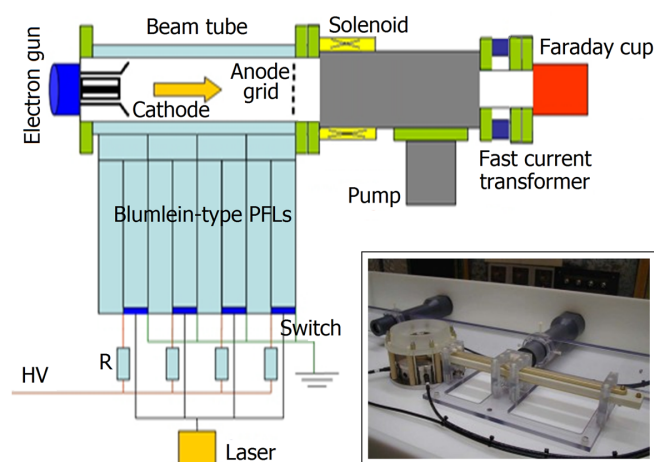 Beam tube
Solenoid
Electron gun
Cathode
Anode
grid
Faraday cup
Fast current
transformer
Pump
Blumlein-type PFLs
Switch
R
HV
Laser